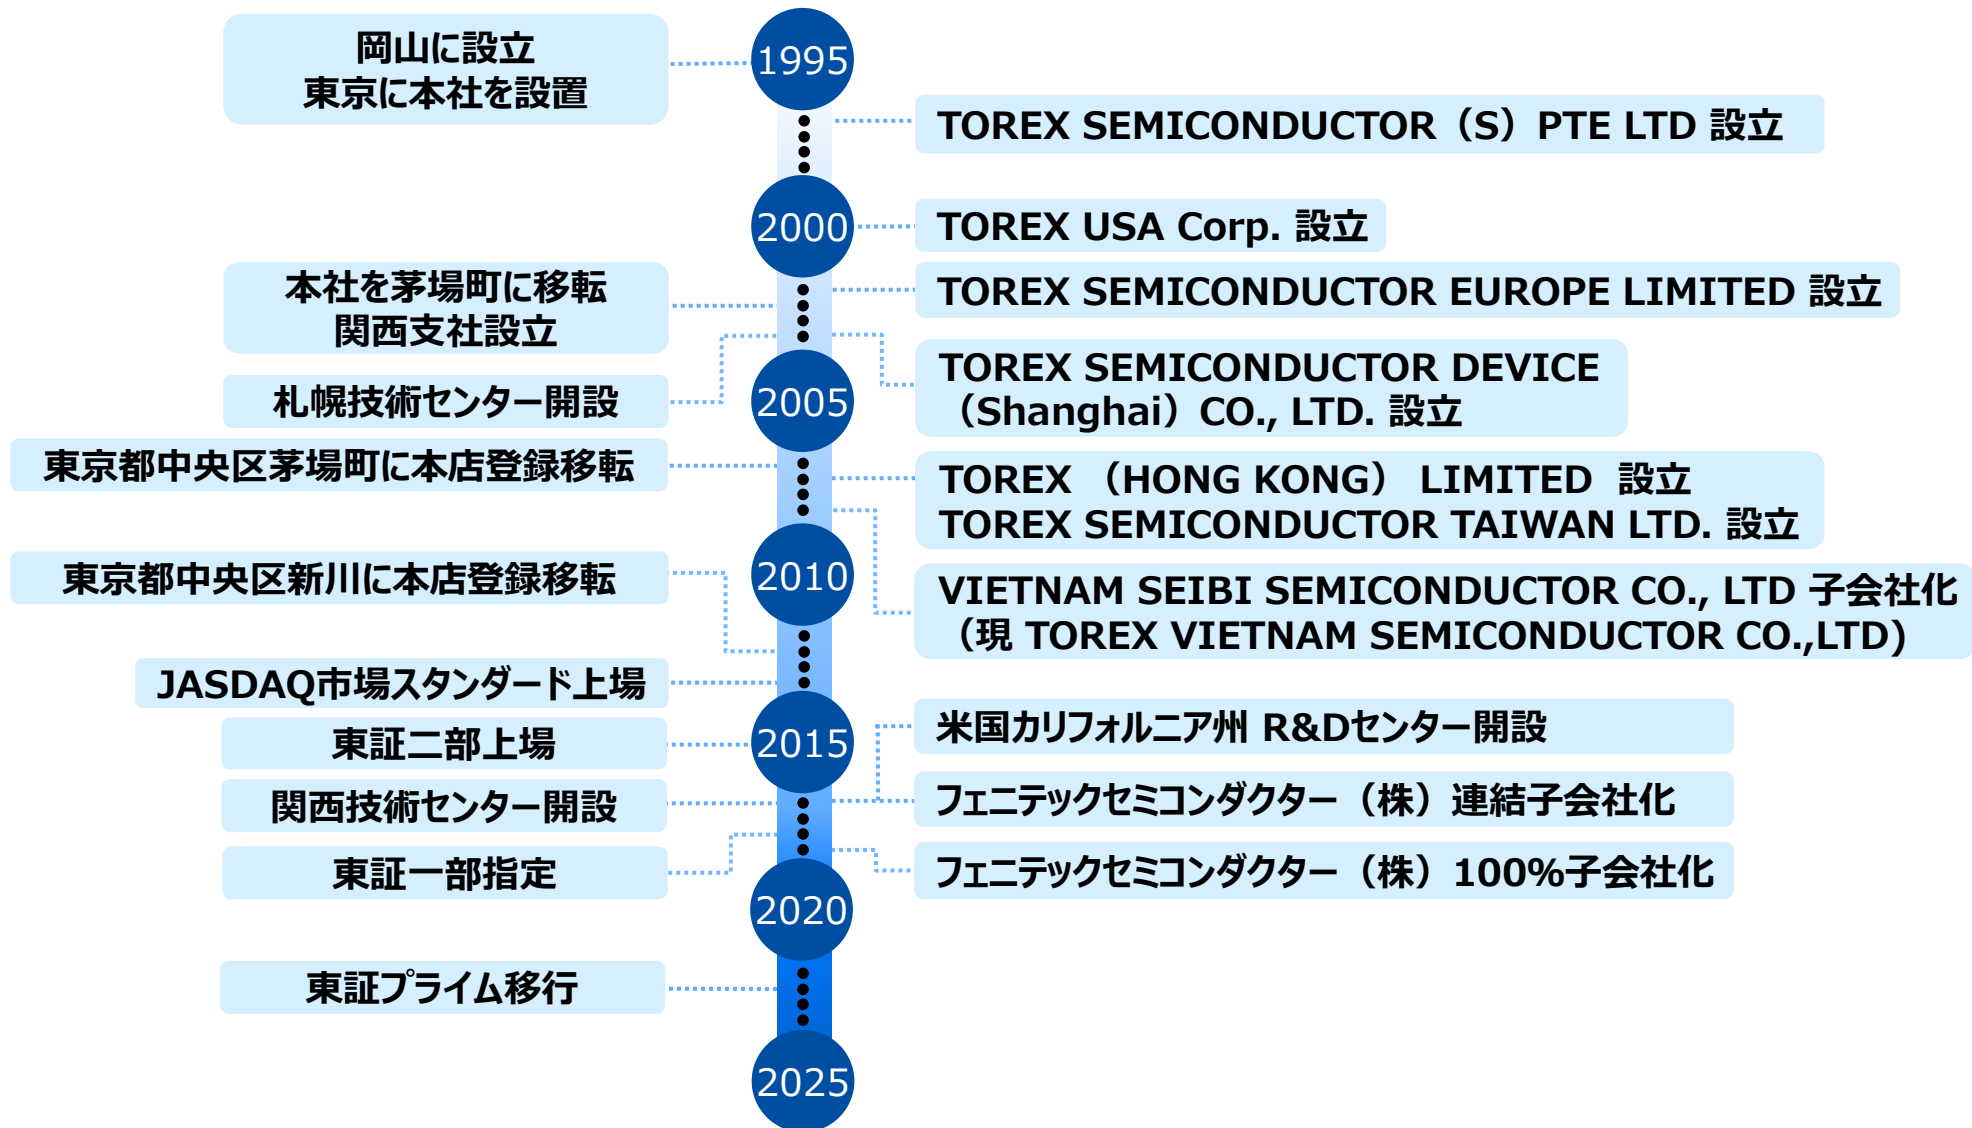 1995
岡山に設立
東京に本社を設置
TOREX SEMICONDUCTOR（S）PTE LTD 設立
2000
TOREX USA Corp. 設立
本社を茅場町に移転
関西支社設立
TOREX SEMICONDUCTOR EUROPE LIMITED 設立
札幌技術センター開設
TOREX SEMICONDUCTOR DEVICE
（Shanghai）CO., LTD. 設立
2005
東京都中央区茅場町に本店登録移転
TOREX （HONG KONG） LIMITED 設立
TOREX SEMICONDUCTOR TAIWAN LTD. 設立
2010
東京都中央区新川に本店登録移転
VIETNAM SEIBI SEMICONDUCTOR CO., LTD 子会社化
（現 TOREX VIETNAM SEMICONDUCTOR CO.,LTD)
JASDAQ市場スタンダード上場
2015
東証二部上場
米国カリフォルニア州 R&Dセンター開設
関西技術センター開設
フェニテックセミコンダクター（株）連結子会社化
東証一部指定
フェニテックセミコンダクター（株）100%子会社化
2020
東証プライム移行
2025